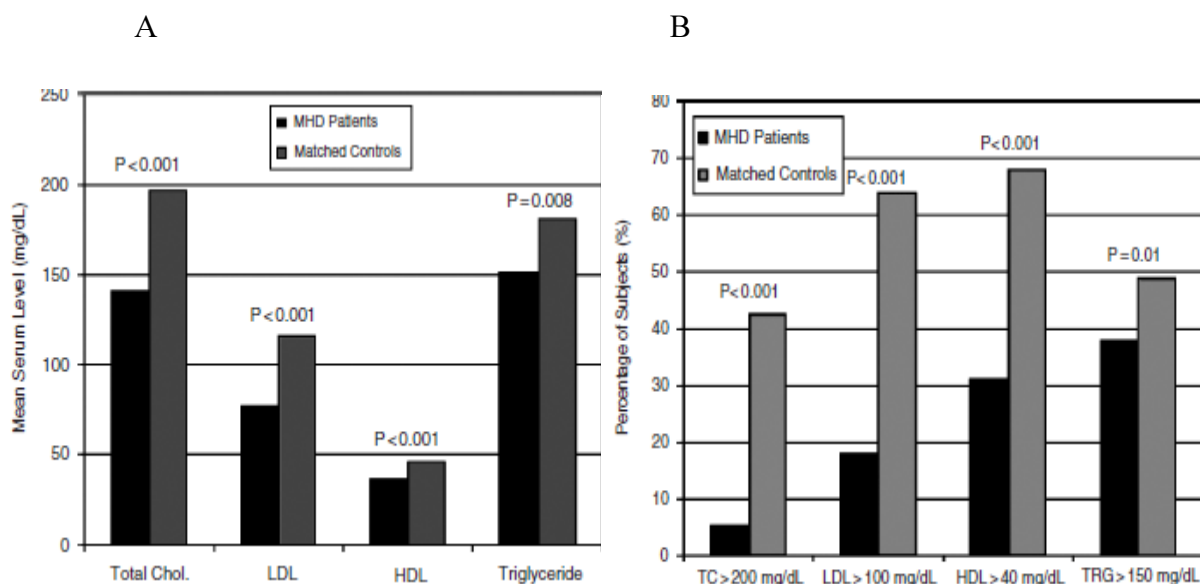 A
B
250
200
150
100
50
0
Mean Serum Level (mg/dL)
MHD Patients
Matched Controls
P<0.001
P<0.001
P<0.001
P=0.008
Total Chol.
LDL
HDL
Triglyceride
80
70
60
50
40
30
20
10
0
Percentage of Subjects (%)
MHD Patients
Matched Controls
P<0.001
P<0.001
P<0.001
P=0.01
TC>200 mg/dL
LDL>100 mg/dL
HDL>40 mg/dL
TRG>150 mg/dL